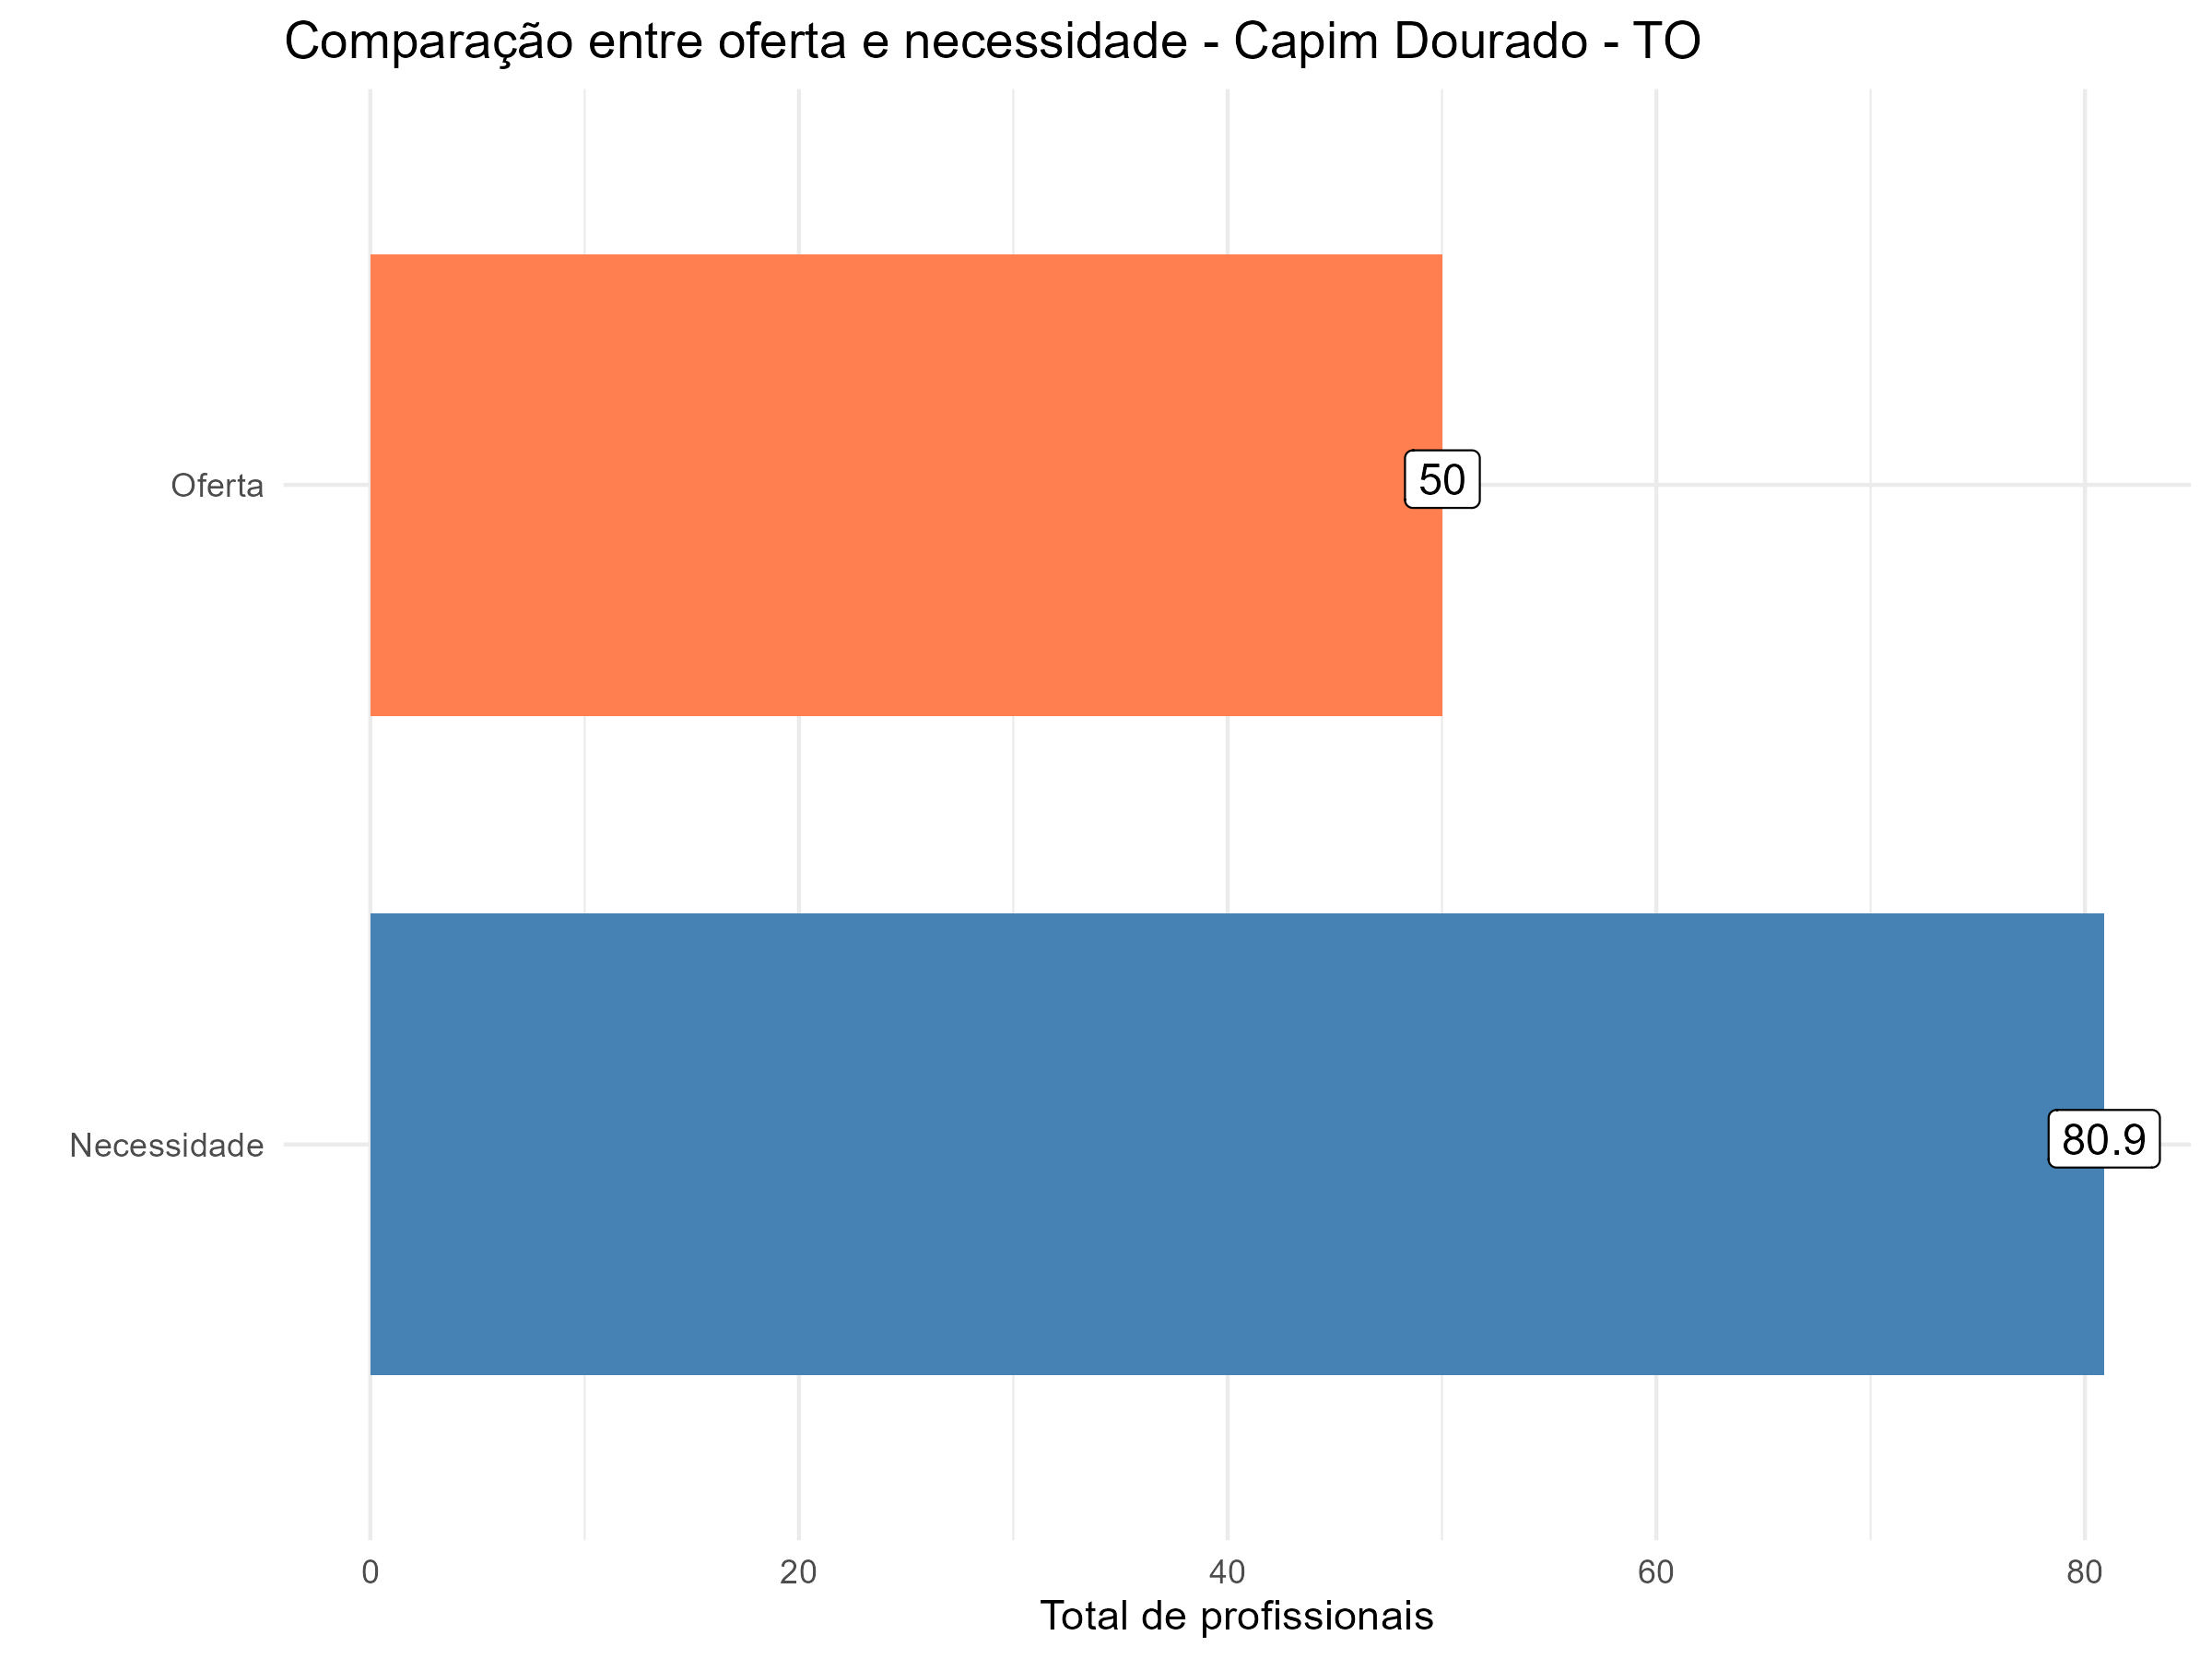 Comparação entre oferta e necessidade - Capim Dourado - TO
Oferta
50
Necessidade
80.9
0 20 40 60 80
Total de profissionais